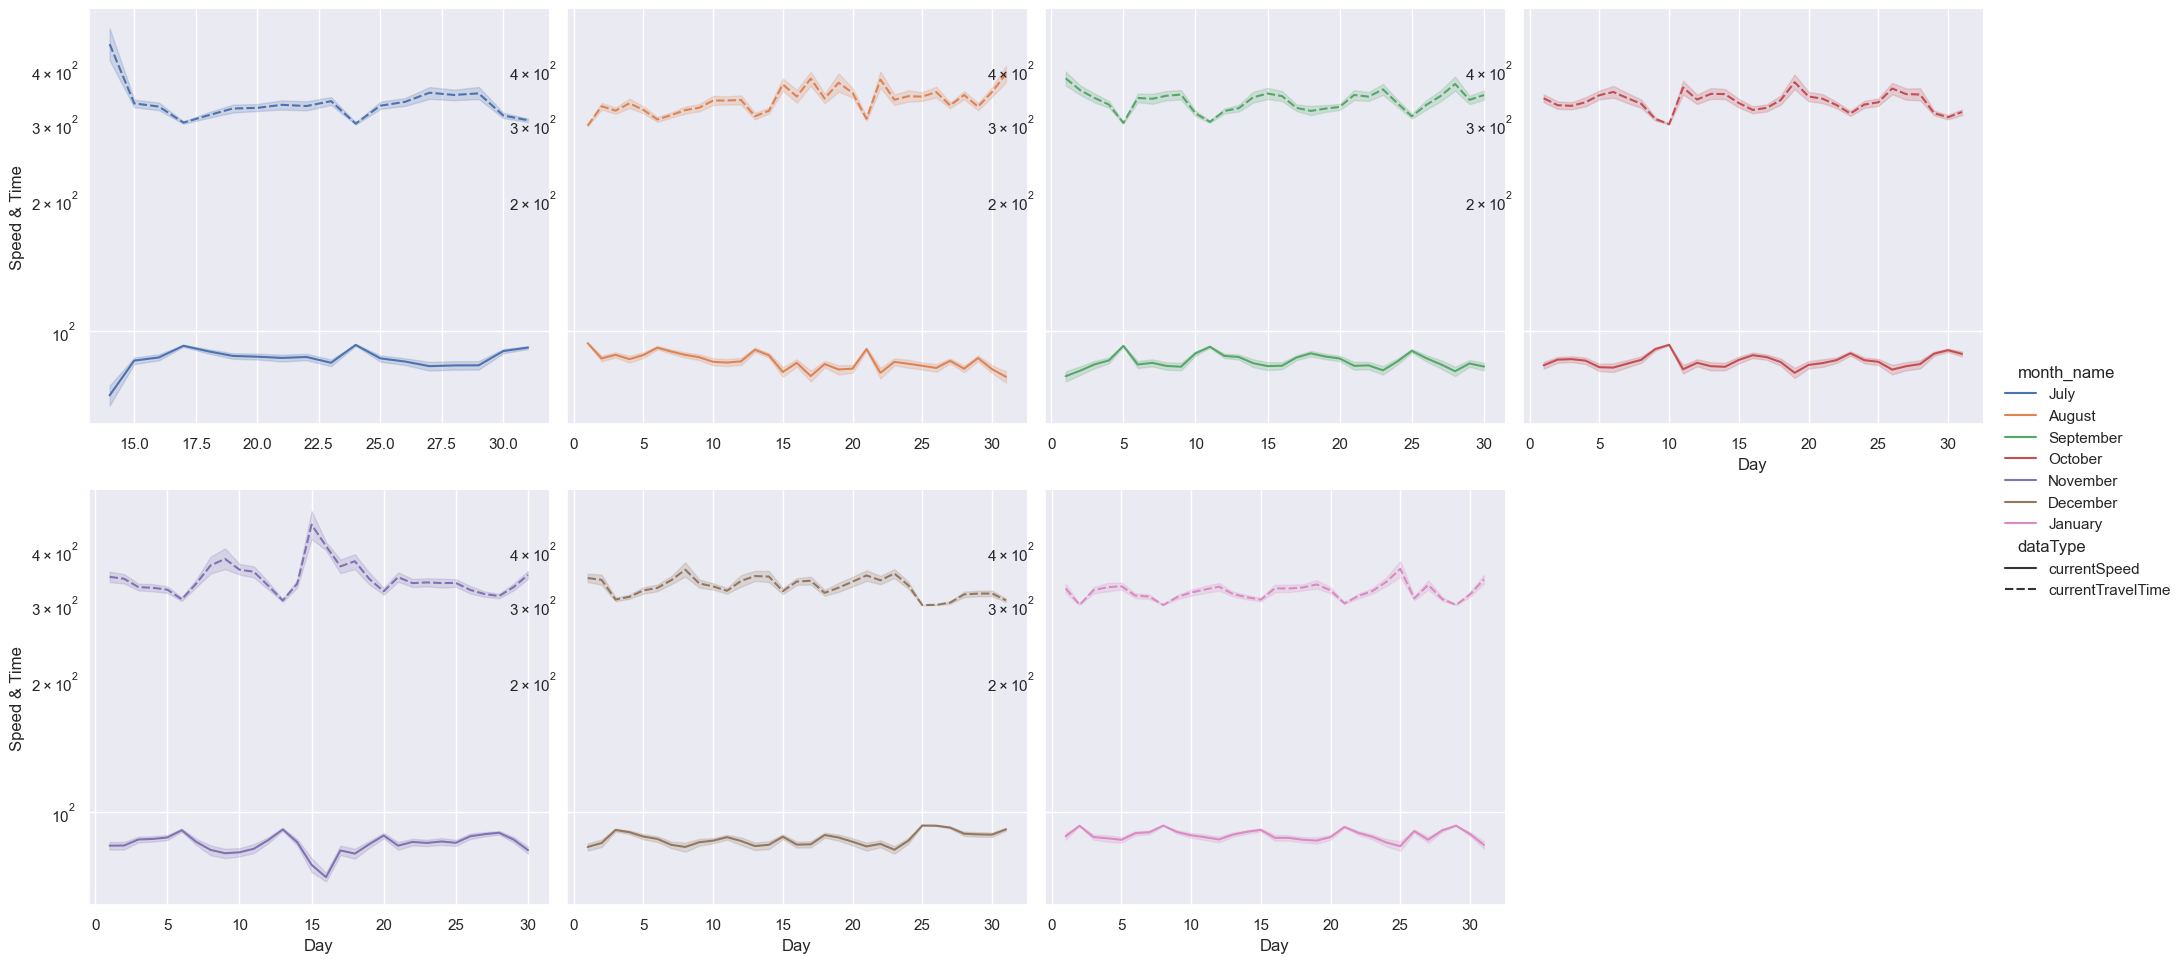 Speed & Time
4 × 10²
3 × 10²
2 × 10²
10²
15.0 17.5 20.0 22.5 25.0 27.5 30.0
4 × 10²
3 × 10²
2 × 10²
0 5 10 15 20 25 30
4 × 10²
3 × 10²
2 × 10²
0 5 10 15 20 25 30
4 × 10²
3 × 10²
2 × 10²
0 5 10 15 20 25 30
Day
Speed & Time
4 × 10²
3 × 10²
2 × 10²
10²
0 5 10 15 20 25 30
Day
4 × 10²
3 × 10²
2 × 10²
0 5 10 15 20 25 30
Day
4 × 10²
3 × 10²
2 × 10²
0 5 10 15 20 25 30
Day
month_name
July
August
September
October
November
December
January
dataType
currentSpeed
currentTravelTime